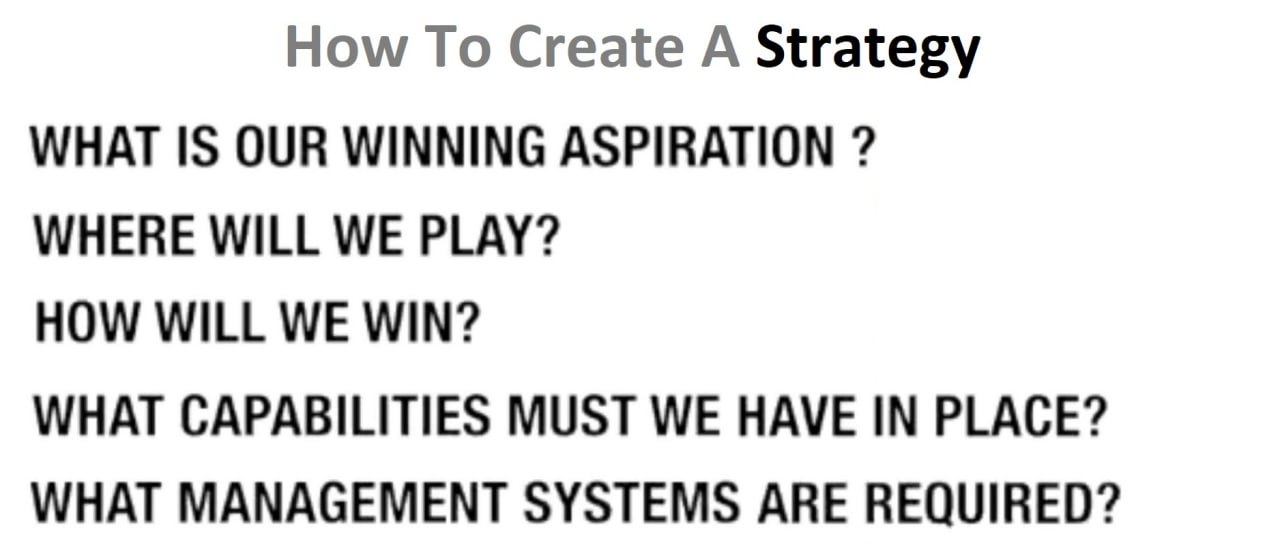 How To Create A Strategy
WHAT IS OUR WINNING ASPIRATION ?
WHERE WILL WE PLAY?
HOW WILL WE WIN?
WHAT CAPABILITIES MUST WE HAVE IN PLACE?
WHAT MANAGEMENT SYSTEMS ARE REQUIRED?